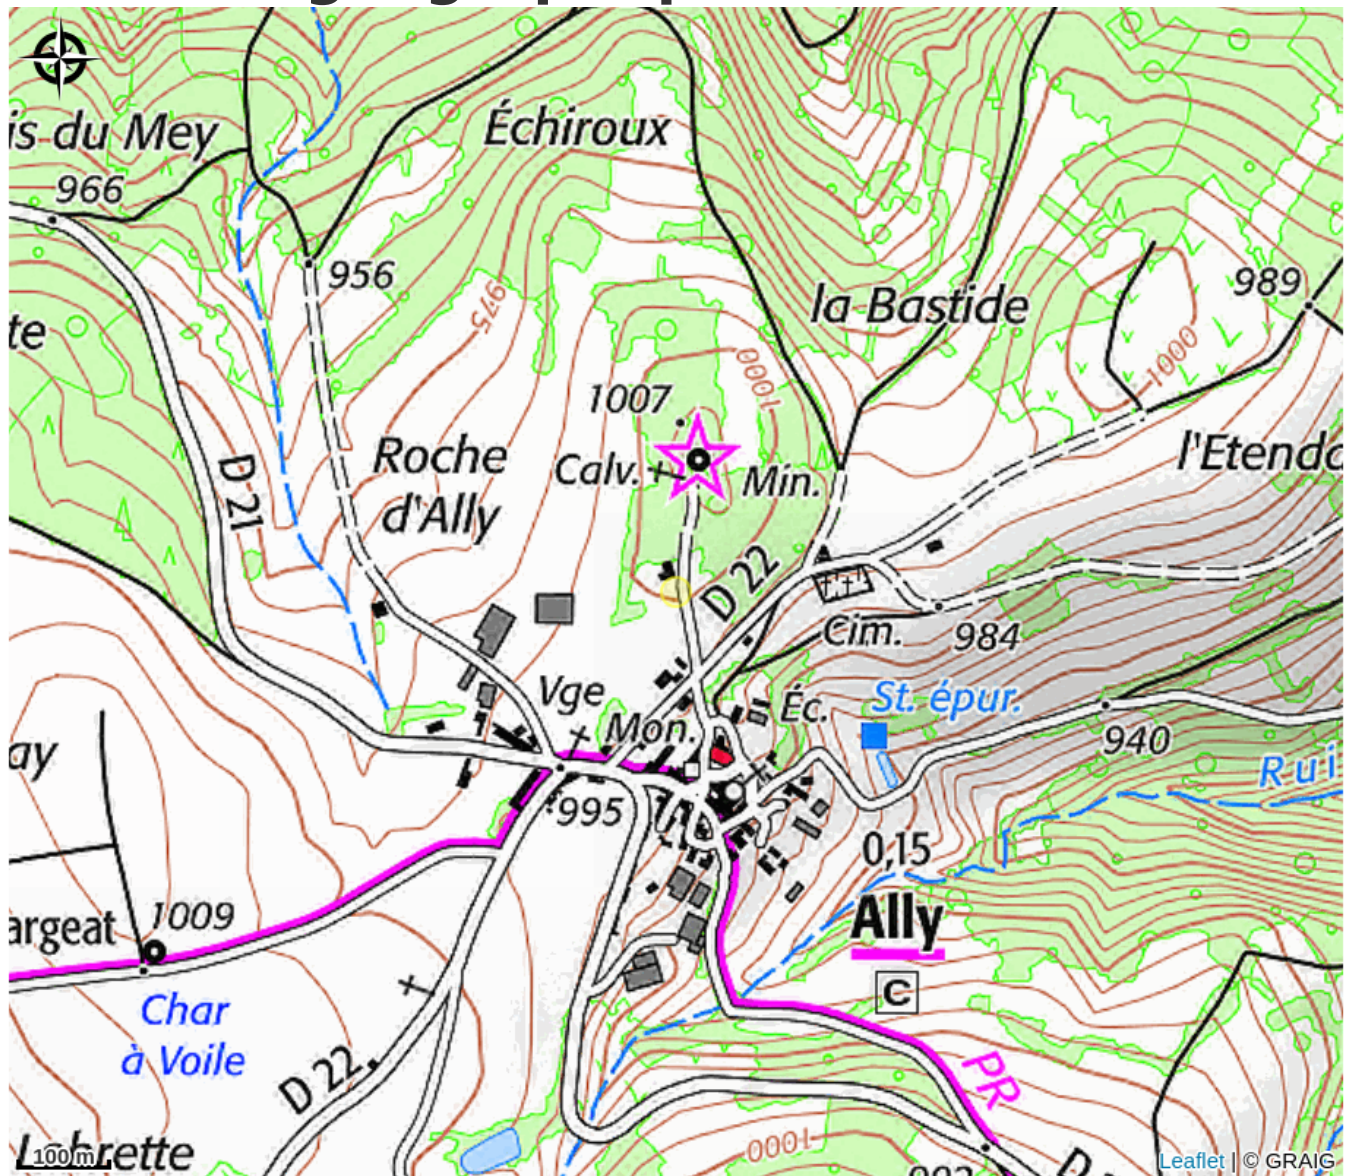 is du Mey
Échiroux
966
956
975
989
la Bastide
te
1000
1000
1007
Roche
d'Ally
Calv.
Min.
l'Etend
D 21
D 22
Cim.
984
Vge
Mon.
Éc.
St. épur.
940
Rui
ay
995
0,15
Ally
argeat
1009
C
Char
à Voile
D 22
PR
1000
100 m
Leaflet | © GRAIG